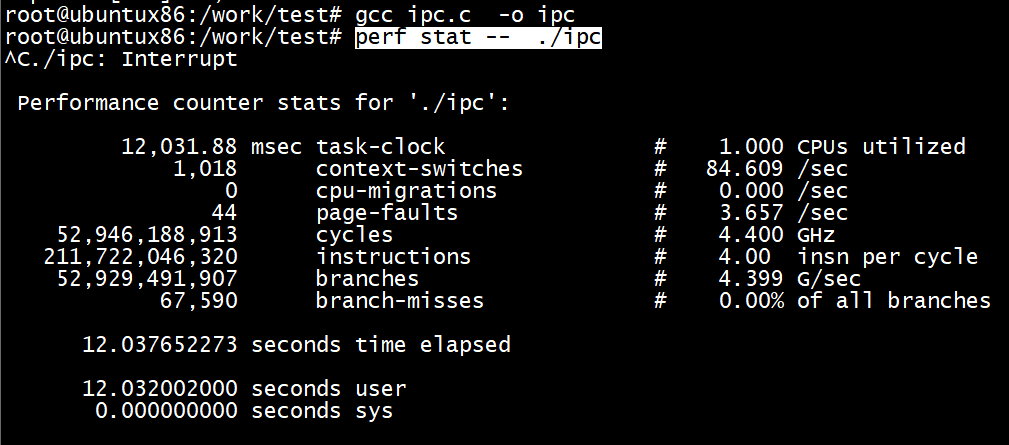 root@ubuntux86:/work/test# gcc ipc.c  -o ipc
root@ubuntux86:/work/test# perf stat --  ./ipc
^C./ipc: Interrupt
Performance counter stats for './ipc':
12,031.88 msec task-clock # 1.000 CPUs utilized
1,018 context-switches # 84.609 /sec
0 cpu-migrations # 0.000 /sec
44 page-faults # 3.657 /sec
52,946,188,913 cycles # 4.400 GHz
211,722,046,320 instructions # 4.00 insn per cycle
52,929,491,907 branches # 4.399 G/sec
67,590 branch-misses # 0.00% of all branches
12.037652273 seconds time elapsed
12.032002000 seconds user
0.000000000 seconds sys